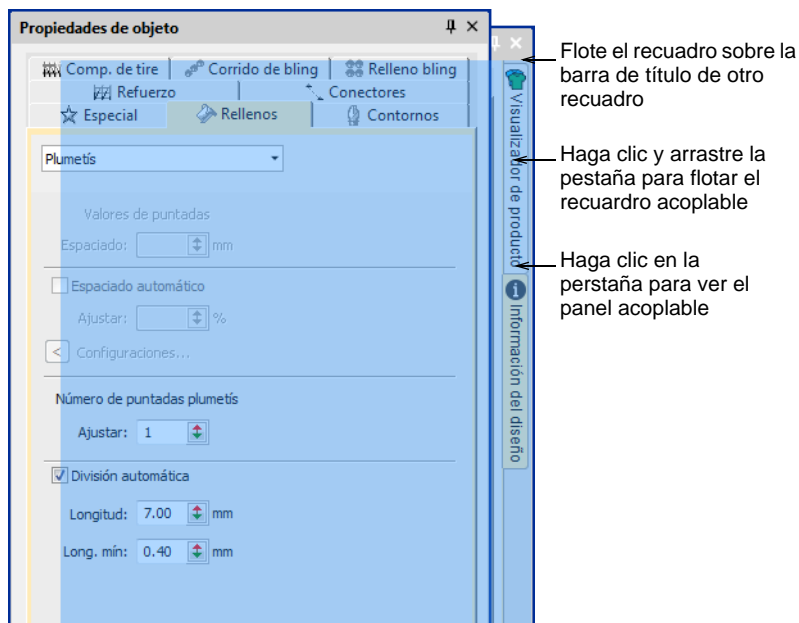 Propiedades de objeto
Comp. de tire
Corrido de bling
Relleno bling
Refuerzo
Conectores
Especial
Rellenos
Contornos
Plumetís
Valores de puntadas
Espaciado: mm
Espaciado automático
Ajustar: %
< Configuraciones...
Número de puntadas plumetís
Ajustar: 1
División automática
Longitud: 7.00 mm
Long. mín: 0.40 mm
Visualizador de producto
Información del diseño
Flote el recuadro sobre la
barra de título de otro
recuadro
Haga clic y arrastre la
pestaña para flotar el
recuardro acoplable
Haga clic en la
perstaña para ver el
panel acoplable